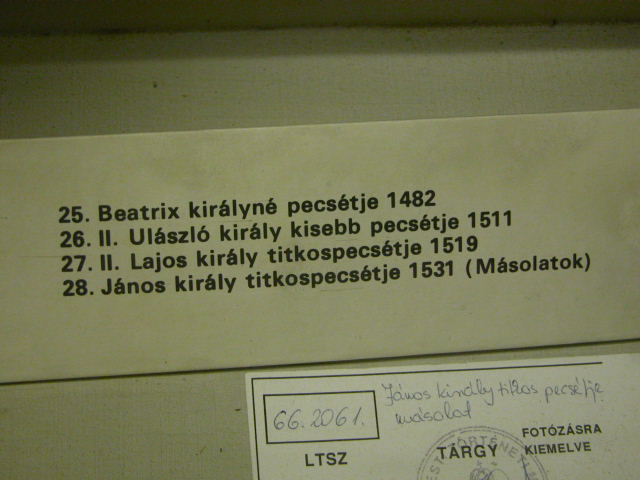 25. Beatrix királyné pecsétje 1482
26. II. Ulászló király kisebb pecsétje 1511
27. II. Lajos király titkospecsétje 1519
28. János király titkospecsétje 1531 (Másolatok)
János király titkos pecsétje
másolat
66.2061.
LTSZ
TÁRGY
FOTÓZÁSRA
KIEMELVE